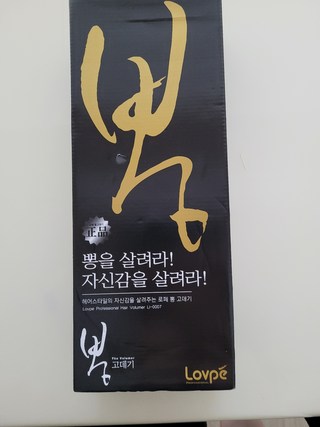 뽕
正品
뽕을 살려라!
자신감을 살려라!
헤어스타일의 자신감을 살려주는 로페 뽕 고데기
Lovpe Professional Hair Volumer LI-0007
뽕
The Volumer
고데기
Lovpé